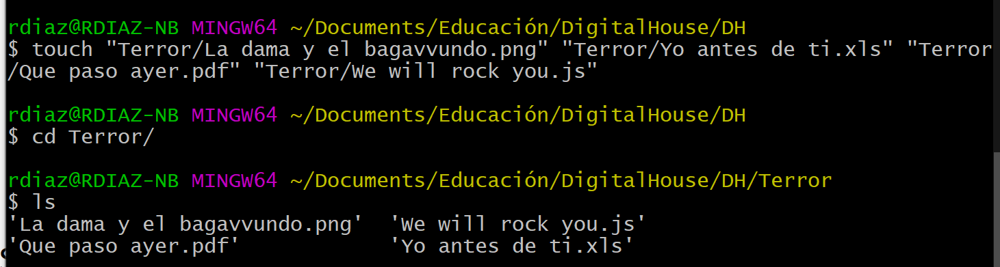 rdiaz@RDIAZ-NB MINGW64 ~/Documents/Educación/DigitalHouse/DH
$ touch "Terror/La dama y el bagavvundo.png" "Terror/Yo antes de ti.xls" "Terror
/Que paso ayer.pdf" "Terror/We will rock you.js"
rdiaz@RDIAZ-NB MINGW64 ~/Documents/Educación/DigitalHouse/DH
$ cd Terror/
rdiaz@RDIAZ-NB MINGW64 ~/Documents/Educación/DigitalHouse/DH/Terror
$ ls
'La dama y el bagavvundo.png'  'We will rock you.js'
'Que paso ayer.pdf'            'Yo antes de ti.xls'